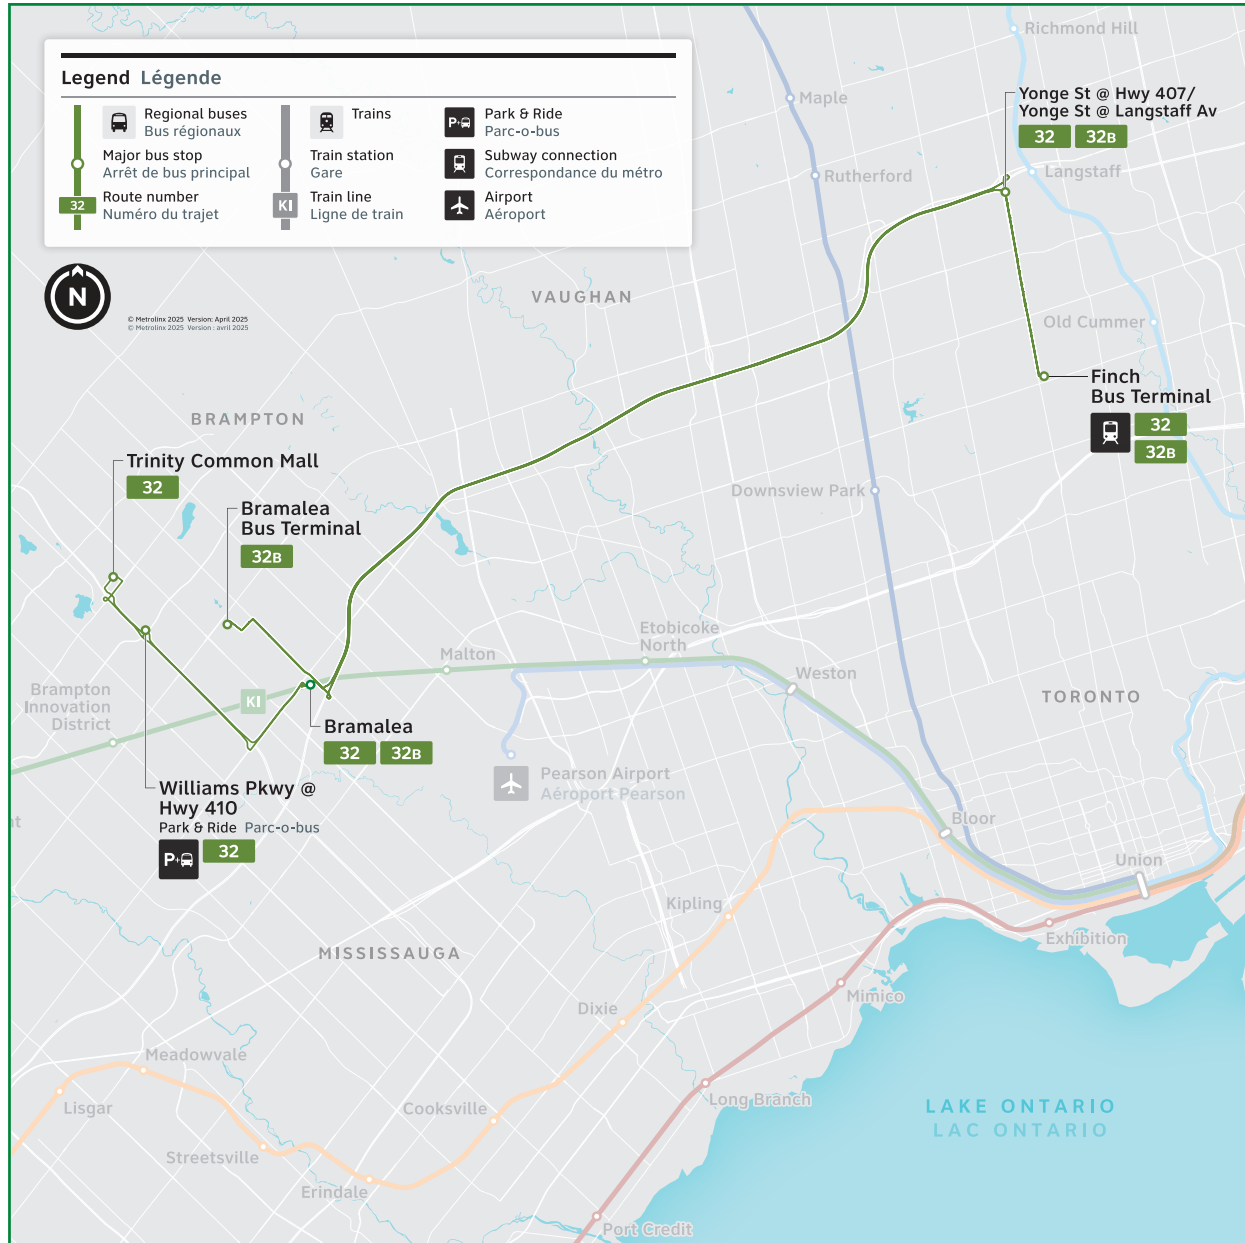 Legend Légende
Regional buses
Bus régionaux
Major bus stop
Arrêt de bus principal
32
Route number
Numéro du trajet
Trains
Train station
Gare
KI
Train line
Ligne de train
P+
Park & Ride
Parc-o-bus
Subway connection
Correspondance du métro
Airport
Aéroport
N
© Metrolinx 2025 Version: April 2025
© Metrolinx 2025 Version : avril 2025
Richmond Hill
Maple
Yonge St @ Hwy 407/
Yonge St @ Langstaff Av
32 32B
Rutherford
Langstaff
VAUGHAN
Old Cummer
Finch
Bus Terminal
32
32B
BRAMPTON
Trinity Common Mall
32
Bramalea
Bus Terminal
32B
Downsview Park
Etobicoke
North
Malton
Weston
Brampton
Innovation
District
KI
TORONTO
Bramalea
32 32B
Pearson Airport
Aéroport Pearson
Williams Pkwy @
Hwy 410
Park & Ride Parc-o-bus
P+ 32
nt
Bloor
Union
Kipling
Exhibition
MISSISSAUGA
Mimico
Dixie
Meadowvale
Lisgar
Cooksville
Long Branch
LAKE ONTARIO
LAC ONTARIO
Streetsville
Erindale
Port Credit